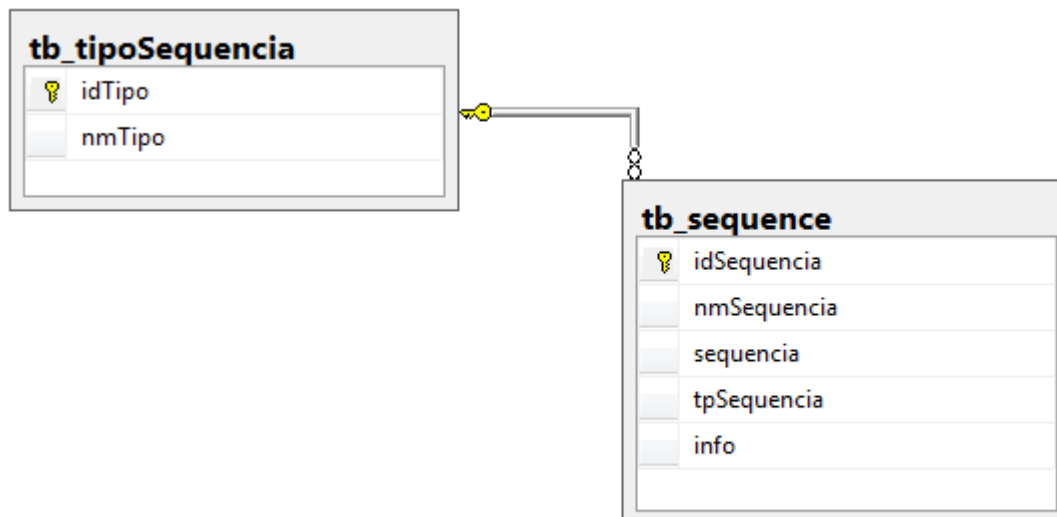 tb_tipoSequencia
idTipo
nmTipo
tb_sequence
idSequencia
nmSequencia
sequencia
tpSequencia
info